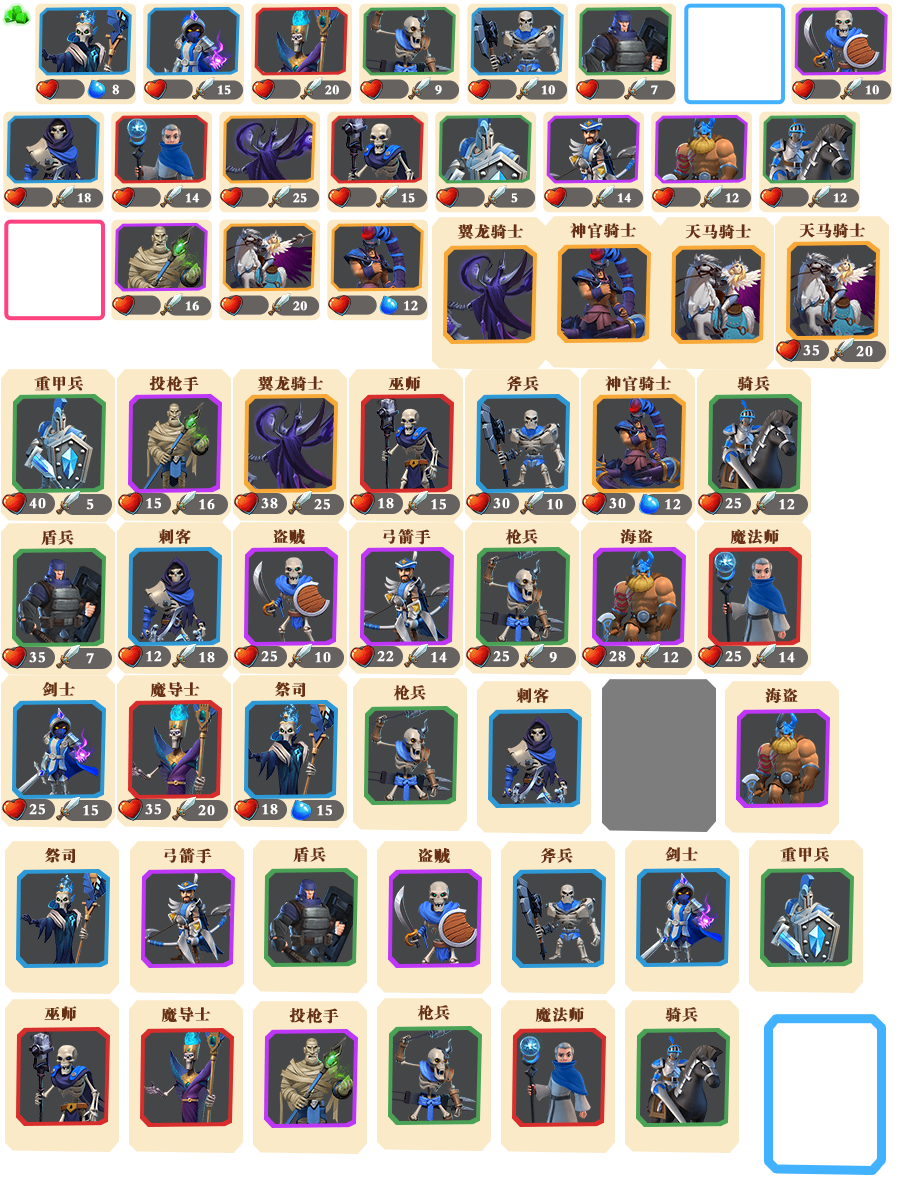 8 15 20 9 10 7 10
18 14 25 15 5 14 12 12
16 20 12
翼龙骑士 神官骑士 天马骑士 天马骑士
35 20
重甲兵 投枪手 翼龙骑士 巫师 斧兵 神官骑士 骑兵
40 5 15 16 38 25 18 15 30 10 30 12 25 12
盾兵 刺客 盗贼 弓箭手 枪兵 海盗 魔法师
35 7 12 18 25 10 22 14 25 9 28 12 25 14
剑士 魔导士 祭司 枪兵 刺客 海盗
25 15 35 20 18 15
祭司 弓箭手 盾兵 盗贼 斧兵 剑士 重甲兵
巫师 魔导士 投枪手 枪兵 魔法师 骑兵